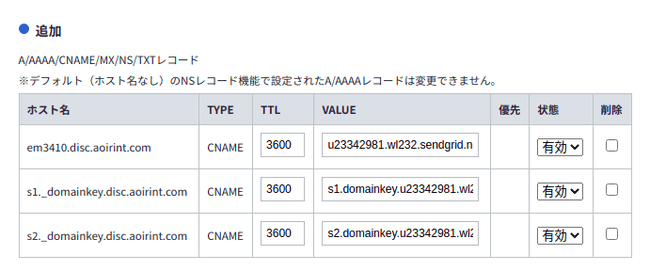 追加
A/AAAA/CNAME/MX/NS/TXTレコード
※デフォルト（ホスト名なし）のNSレコード機能で設定されたA/AAAAレコードは変更できません。
ホスト名 TYPE TTL VALUE 優先 状態 削除
em3410.disc.aoirint.com CNAME 3600 u23342981.wl232.sendgrid.n 有効
s1._domainkey.disc.aoirint.com CNAME 3600 s1.domainkey.u23342981.wl2 有効
s2._domainkey.disc.aoirint.com CNAME 3600 s2.domainkey.u23342981.wl2 有効